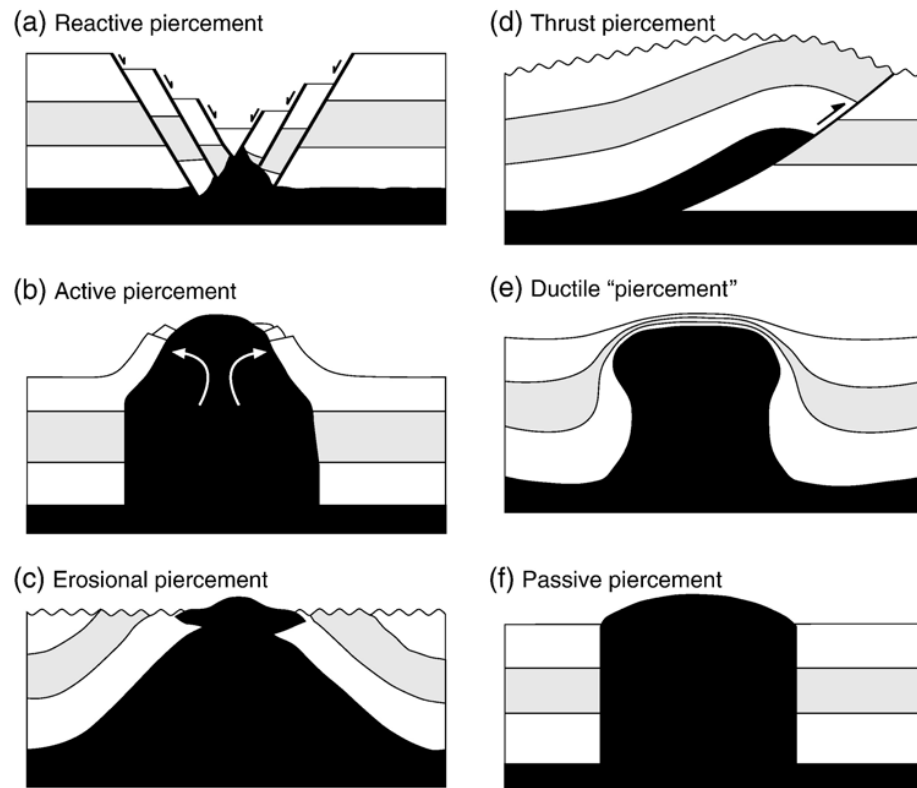 (a) Reactive piercement
(d) Thrust piercement
(b) Active piercement
(e) Ductile “piercement”
(c) Erosional piercement
(f) Passive piercement